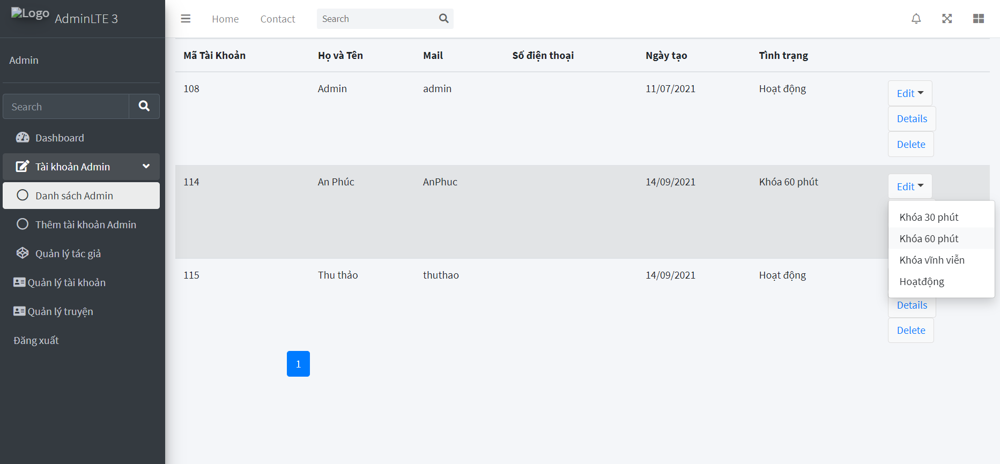 Logo AdminLTE 3
Home Contact Search
Admin
Search
Dashboard
Tài khoản Admin
Danh sách Admin
Thêm tài khoản Admin
Quản lý tác giả
Quản lý tài khoản
Quản lý truyện
Đăng xuất
Mã Tài Khoản Họ và Tên Mail Số điện thoại Ngày tạo Tình trạng
108 Admin admin 11/07/2021 Hoạt động Edit
Details
Delete
114 An Phúc AnPhuc 14/09/2021 Khóa 60 phút Edit
Khóa 30 phút
Khóa 60 phút
Khóa vĩnh viễn
Hoạtđộng
115 Thu thảo thuthao 14/09/2021 Hoạt động
Details
Delete
1